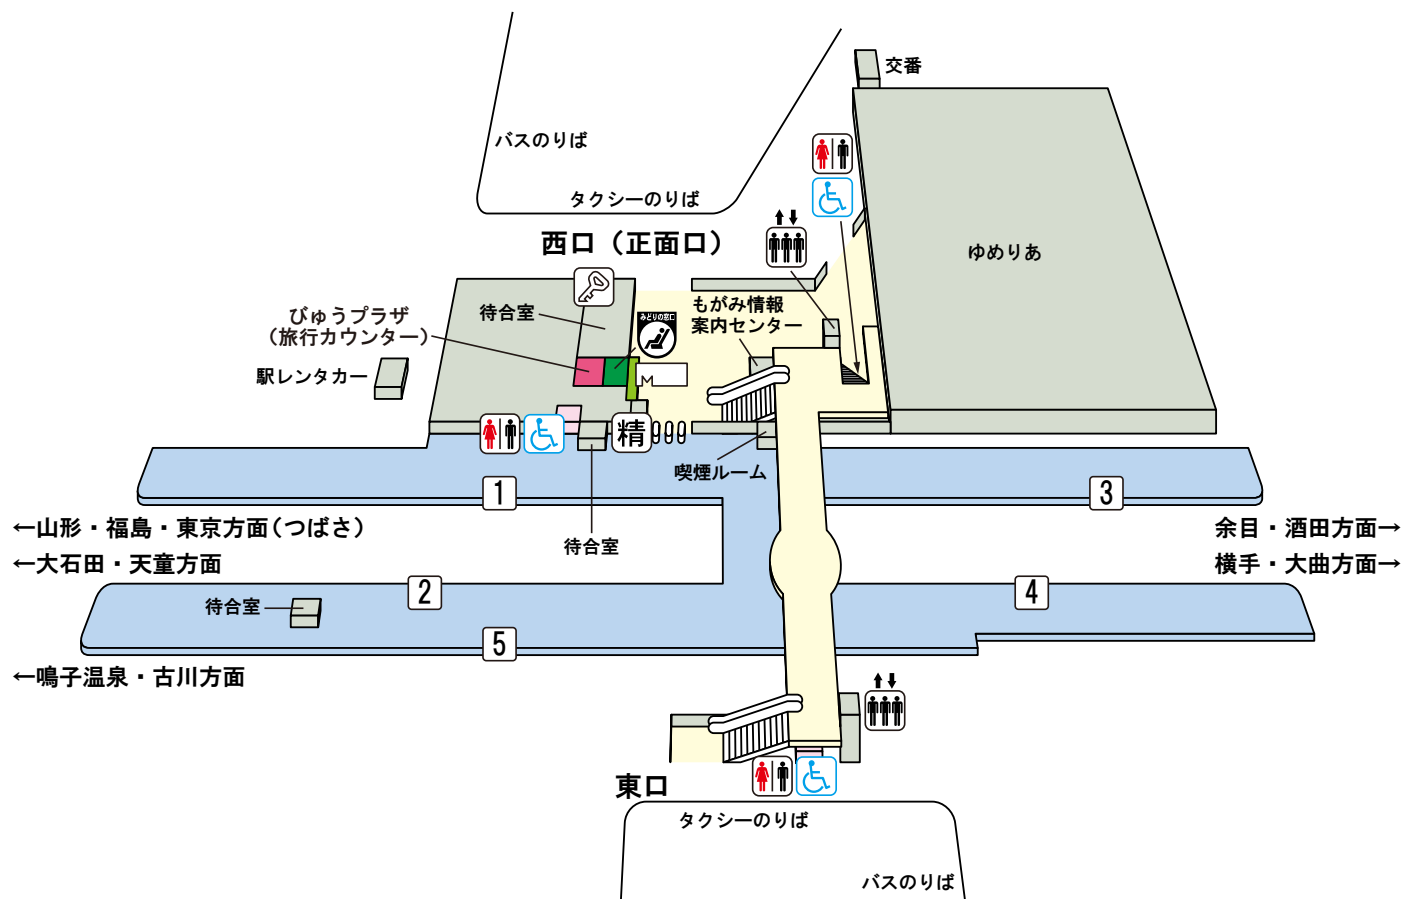 交番
バスのりば
タクシーのりば
西口（正面口）
ゆめりあ
待合室
もがみ情報
案内センター
みどりの窓口
びゅうプラザ
（旅行カウンター）
駅レンタカー
M
精
喫煙ルーム
1
3
←山形・福島・東京方面（つばさ）
余目・酒田方面→
待合室
←大石田・天童方面
横手・大曲方面→
2
4
待合室
5
←鳴子温泉・古川方面
東口
タクシーのりば
バスのりば